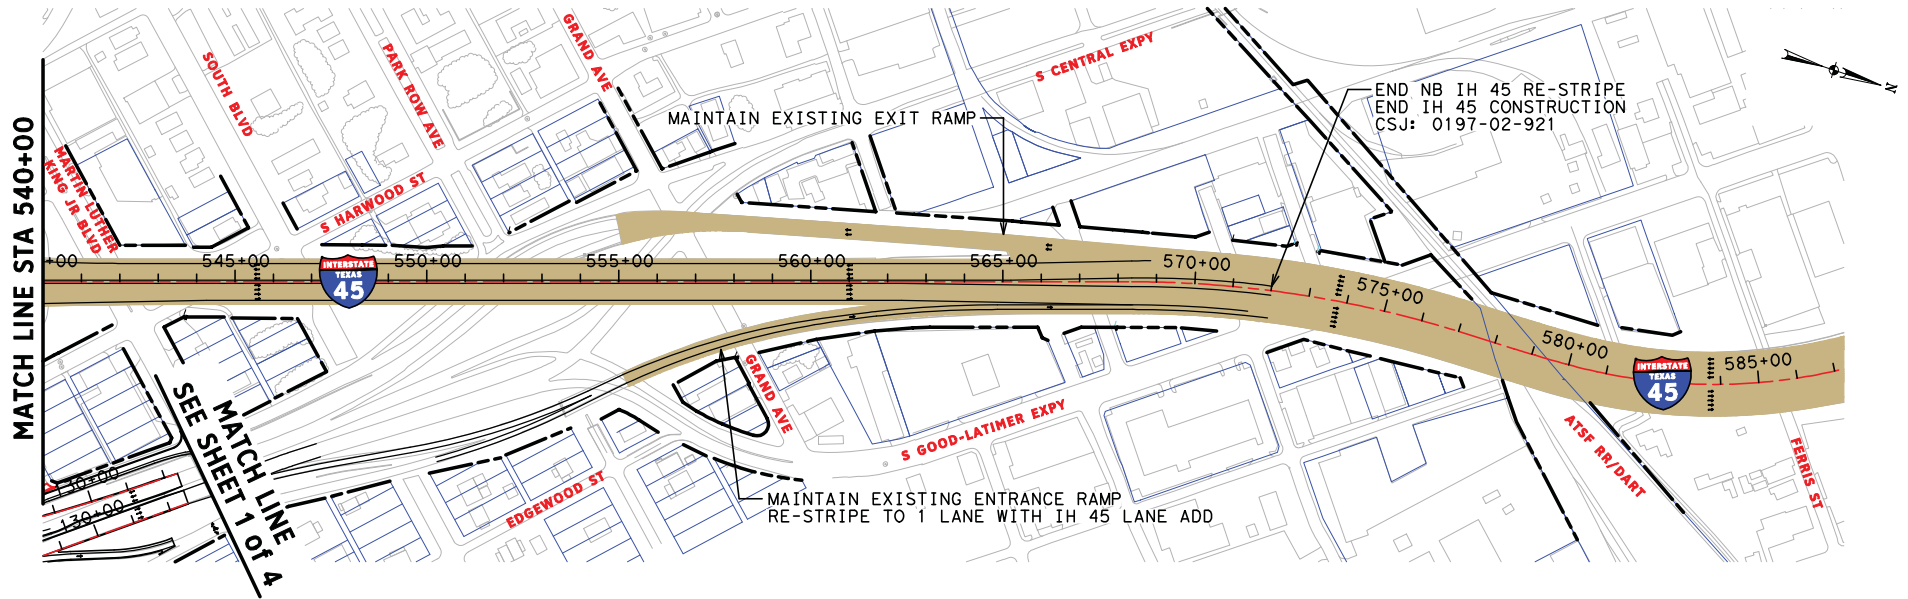 MATCH LINE STA 540+00
SOUTH BLVD
PARK ROW AVE
GRAND AVE
S CENTRAL EXPY
N
MAINTAIN EXISTING EXIT RAMP
END NB IH 45 RE-STRIPE
END IH 45 CONSTRUCTION
CSJ: 0197-02-921
MARTIN LUTHER
KING JR BLVD
S HARWOOD ST
+00
545+00
550+00
555+00
560+00
565+00
570+00
575+00
580+00
585+00
INTERSTATE
TEXAS
45
INTERSTATE
TEXAS
45
GRAND AVE
S GOOD-LATIMER EXPY
EDGEWOOD ST
ATSF RR/DART
FERRIS ST
MATCH LINE
SEE SHEET 1 of 4
130+00
130+00
MAINTAIN EXISTING ENTRANCE RAMP
RE-STRIPE TO 1 LANE WITH IH 45 LANE ADD